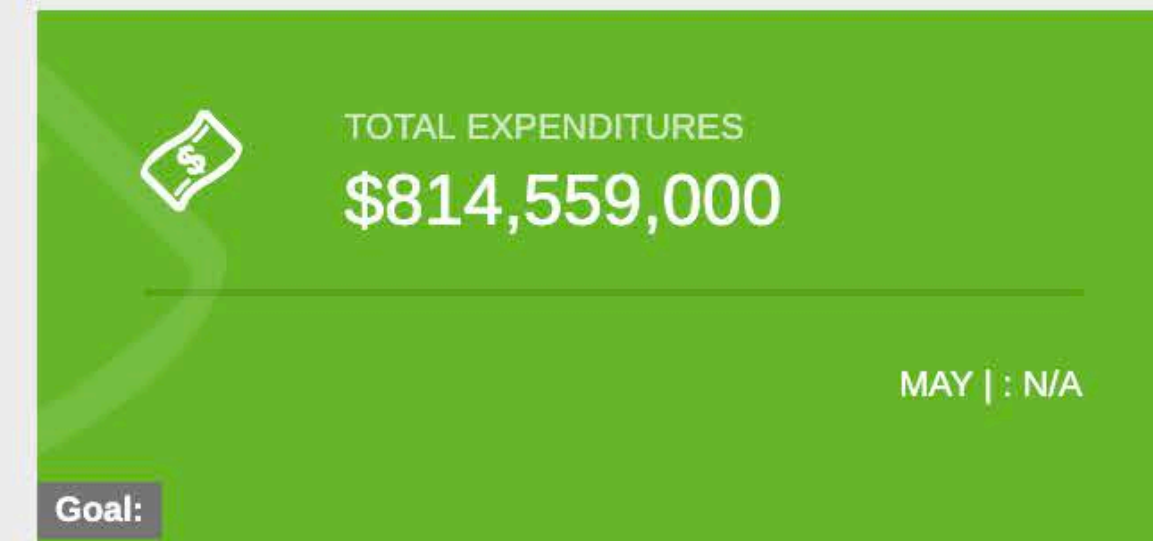 TOTAL EXPENDITURES
$814,559,000
MAY | : N/A
Goal: